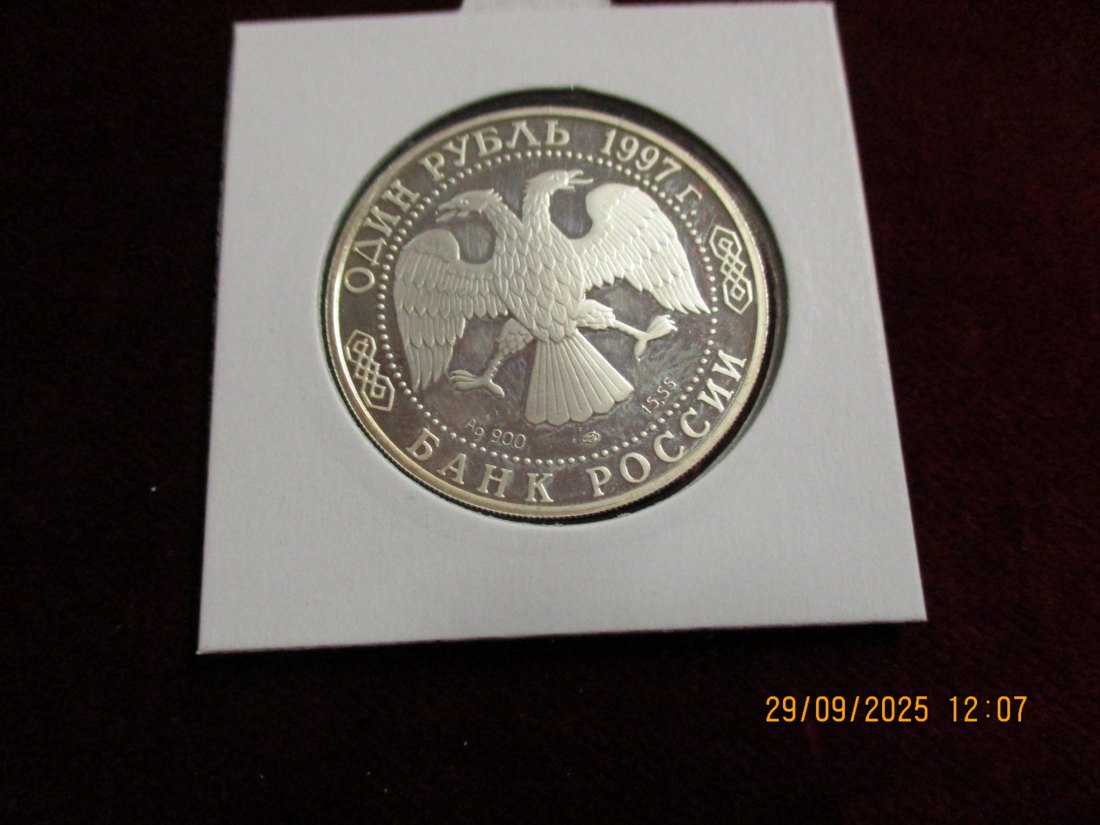 ОДИН РУБЛЬ 1997 г.
Ag 900
15,55
БАНК РОССИИ
29/09/2025 12:07